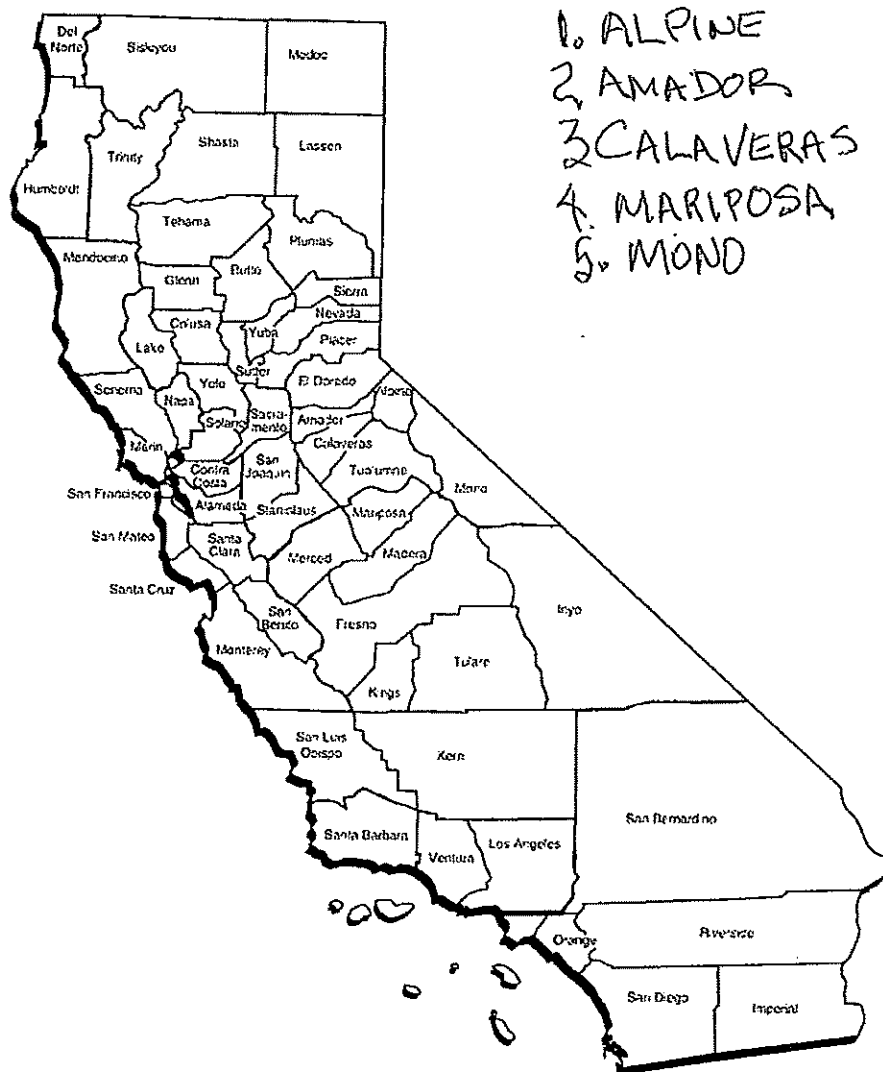 1. ALPINE
2. AMADOR
3 CALAVERAS
4. MARIPOSA
5. MONO
Del
Norte
Siskiyou
Modoc
Trinity
Shasta
Lassen
Humboldt
Tehama
Plumas
Mendocino
Glenn
Butte
Sierra
Nevada
Colusa
Yuba
Placer
Lake
Sutter
El Dorado
Sonoma
Napa
Yolo
Alpine
Solano
Sacra-
mento
Amador
Calaveras
Marin
Contra
Costa
San
Joaquin
Tuolumne
Mono
San Francisco
Alameda
Stanislaus
Mariposa
San Mateo
Santa
Clara
Merced
Madera
Santa Cruz
San
Benito
Fresno
Inyo
Monterey
Kings
Tulare
San Luis
Obispo
Kern
San Bernardino
Santa Barbara
Ventura
Los Angeles
Orange
Riverside
San Diego
Imperial